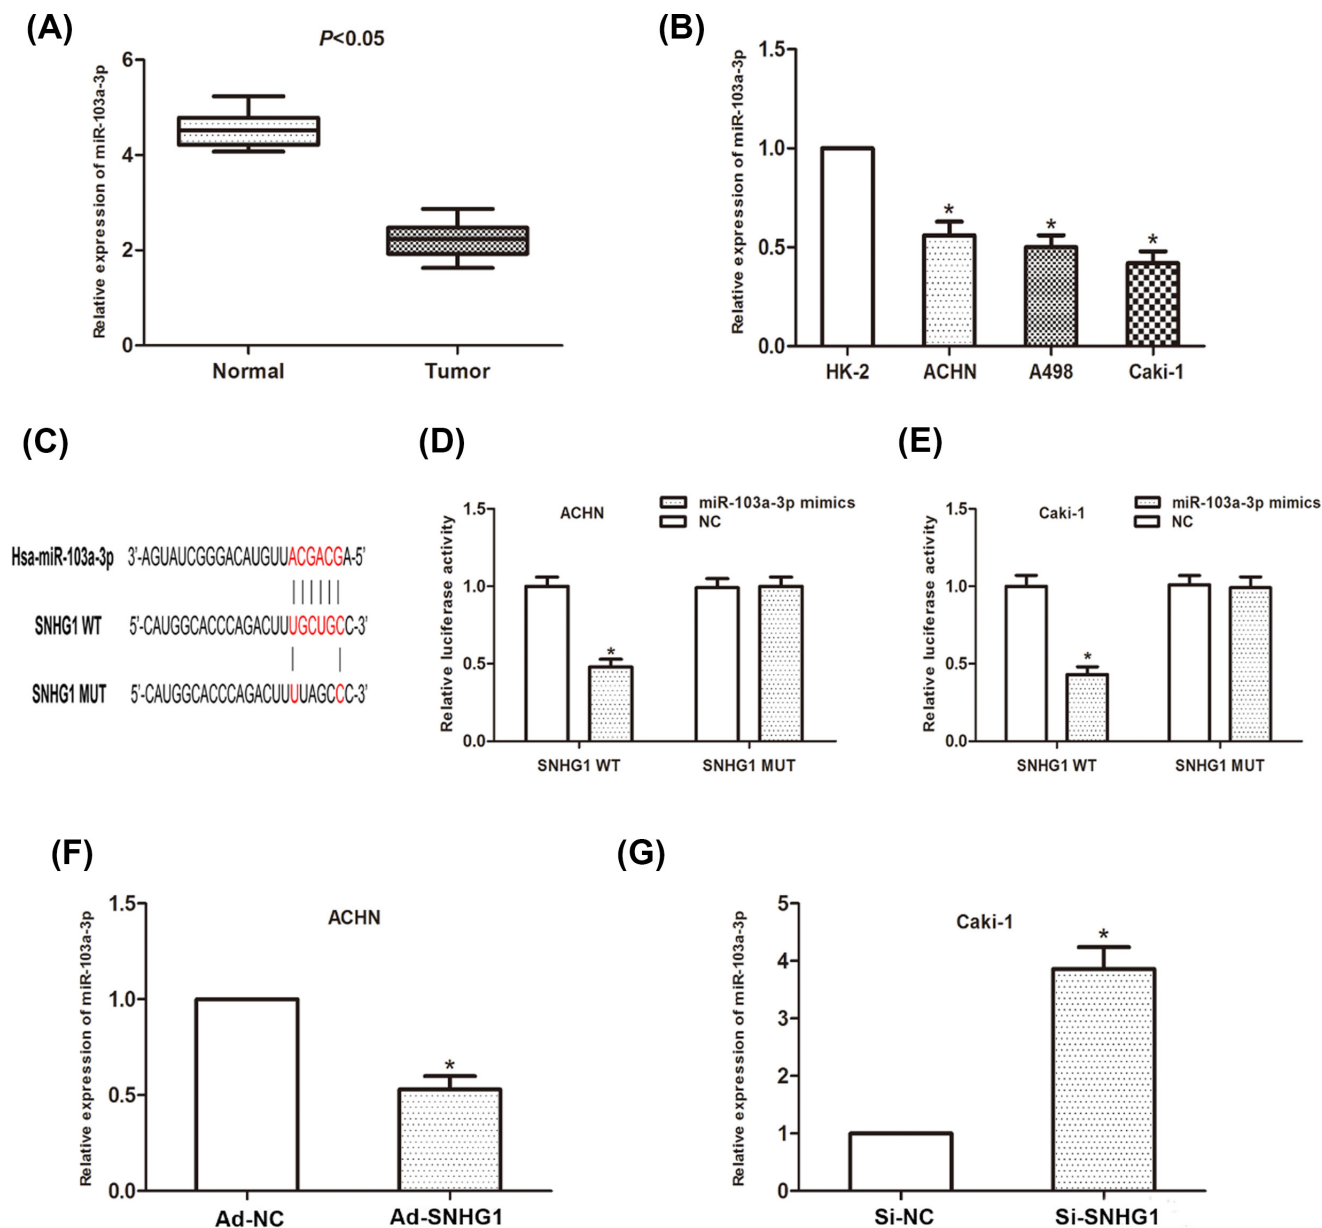 (A)
P<0.05
Relative expression of miR-103a-3p
6
4
2
0
Normal
Tumor
(B)
Relative expression of miR-103a-3p
1.5
1.0
0.5
0.0
*
*
*
HK-2
ACHN
A498
Caki-1
(C)
Hsa-miR-103a-3p 3'-AGUAUCGGGACAUGUUACGACGA-5'
SNHG1 WT 5'-CAUGGCACCCAGACUUUGCUGCC-3'
SNHG1 MUT 5'-CAUGGCACCCAGACUUUUAGCCC-3'
(D)
Relative luciferase activity
1.5
1.0
0.5
0.0
ACHN
miR-103a-3p mimics
NC
*
SNHG1 WT
SNHG1 MUT
(E)
Relative luciferase activity
1.5
1.0
0.5
0.0
Caki-1
miR-103a-3p mimics
NC
*
SNHG1 WT
SNHG1 MUT
(F)
Relative expression of miR-103a-3p
1.5
1.0
0.5
0.0
ACHN
*
Ad-NC
Ad-SNHG1
(G)
Relative expression of miR-103a-3p
5
4
3
2
1
0
Caki-1
*
Si-NC
Si-SNHG1